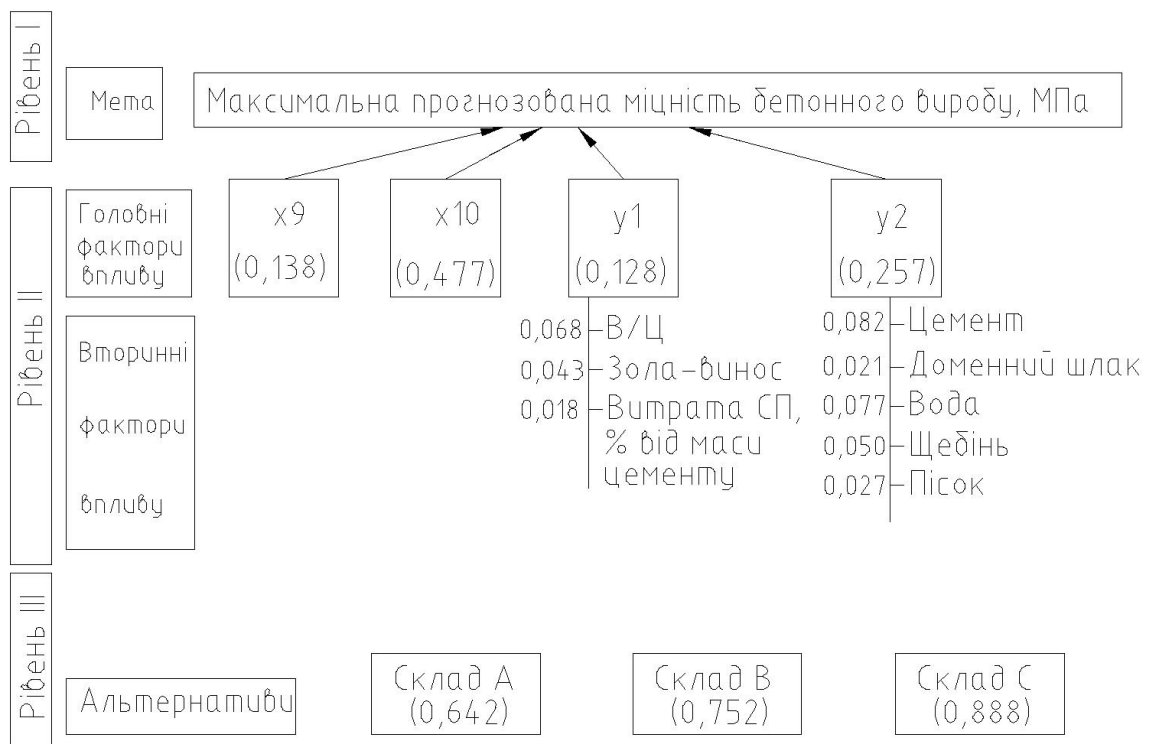 Рівень I
Мета
Максимальна прогнозована міцність бетонного виробу, МПа
Рівень II
Головні
фактори
впливу
x9
(0,138)
x10
(0,477)
y1
(0,128)
y2
(0,257)
Вторинні
фактори
впливу
0,068 В/Ц
0,043 Зола-винос
0,018 Витрата СП,
% від маси
цементу
0,082 Цемент
0,021 Доменний шлак
0,077 Вода
0,050 Щебінь
0,027 Пісок
Рівень III
Альтернативи
Склад А
(0,642)
Склад В
(0,752)
Склад С
(0,888)